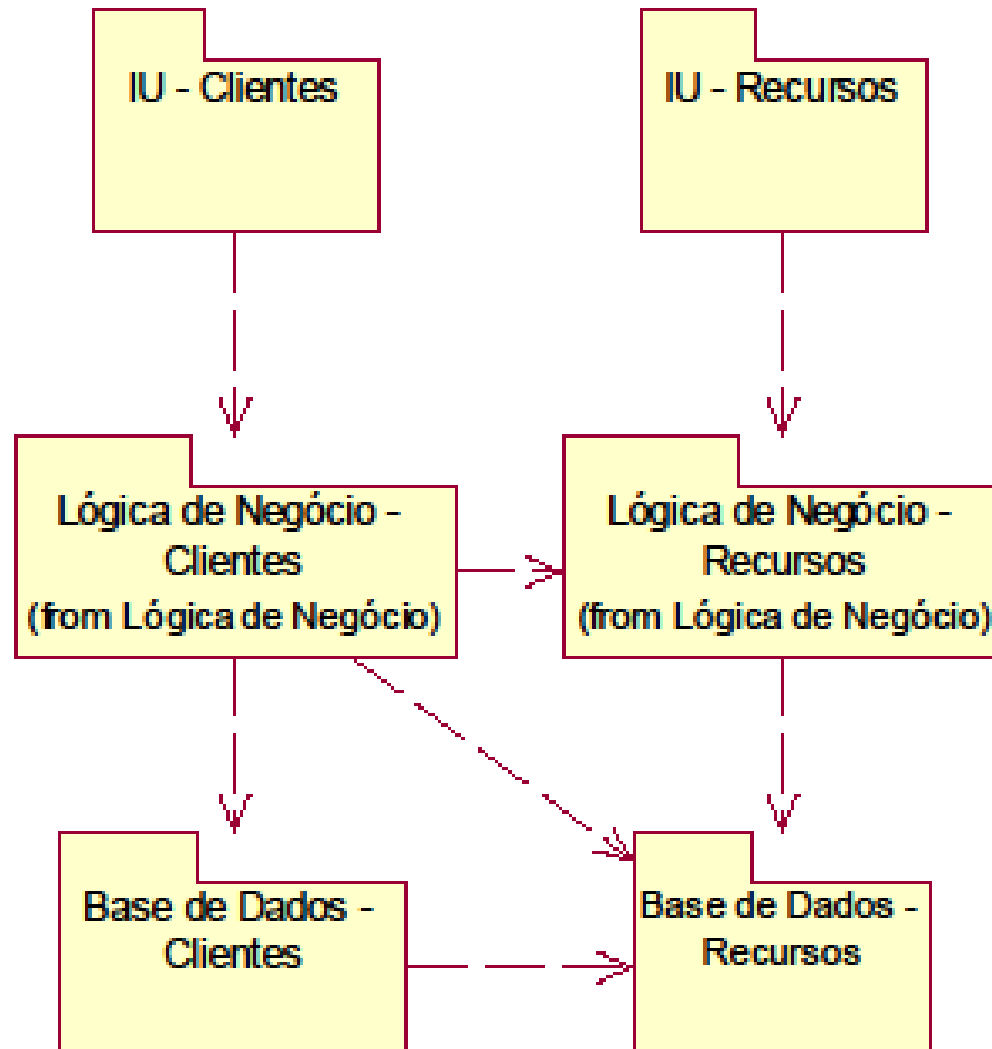 IU - Clientes
IU - Recursos
Lógica de Negócio -
Clientes
(from Lógica de Negócio)
Lógica de Negócio -
Recursos
(from Lógica de Negócio)
Base de Dados -
Clientes
Base de Dados -
Recursos